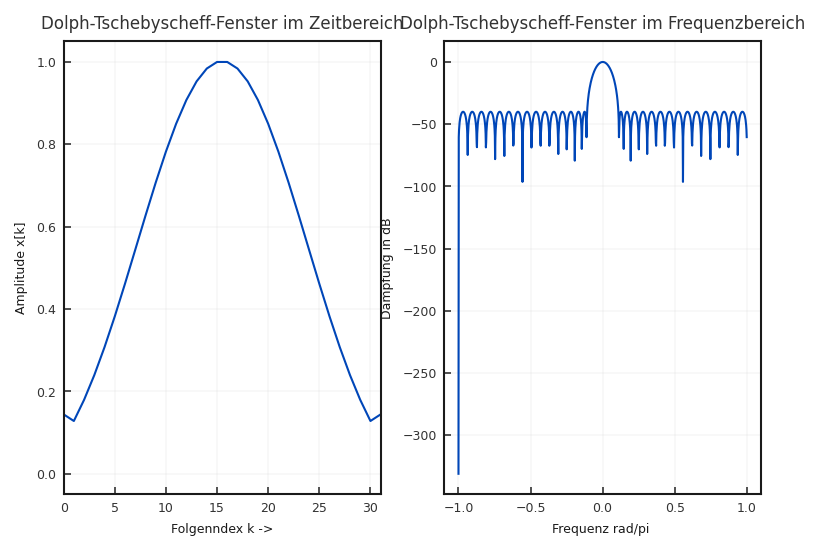 Dolph-Tschebyscheff-Fenster im Zeitbereich
Dolph-Tschebyscheff-Fenster im Frequenzbereich
Amplitude x[k]
1.0
0.8
0.6
0.4
0.2
0.0
0 5 10 15 20 25 30
Folgenndex k ->
Dämpfung in dB
0
−50
−100
−150
−200
−250
−300
−1.0 −0.5 0.0 0.5 1.0
Frequenz rad/pi